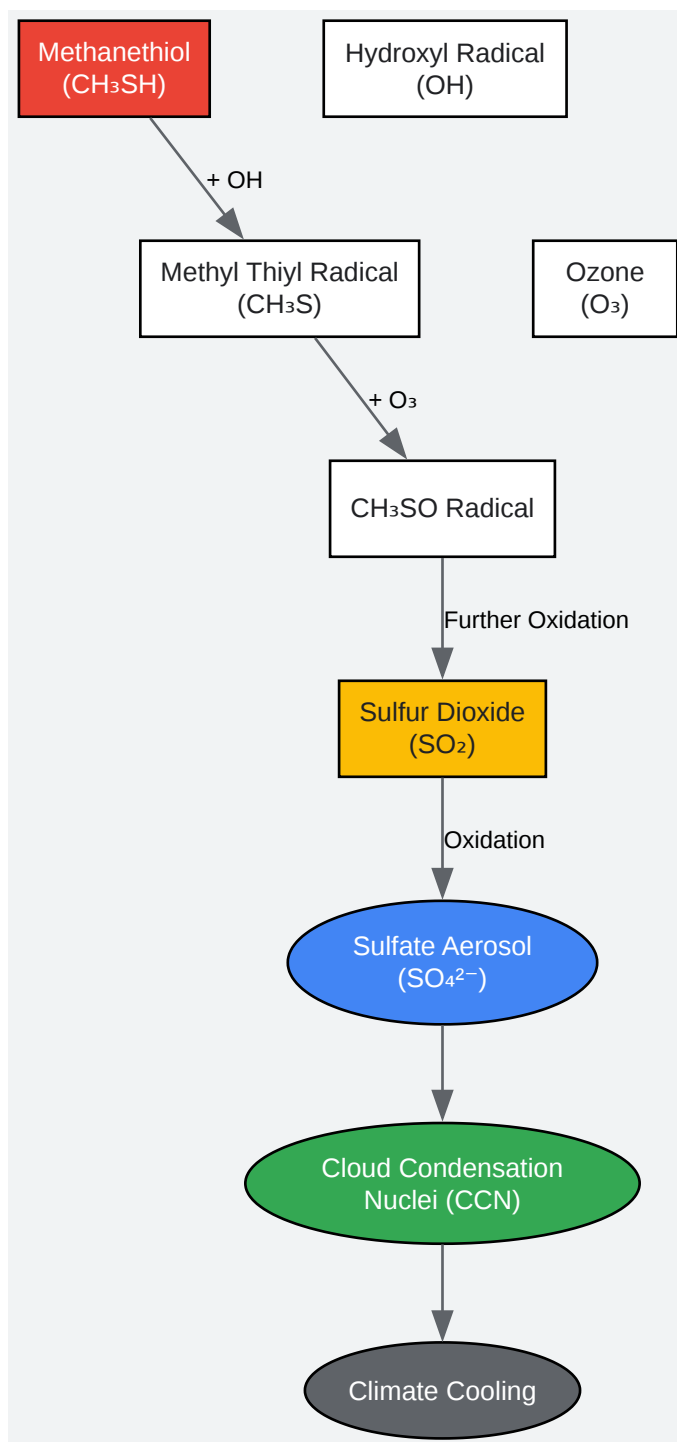 Methanethiol
(CH₃SH)
Hydroxyl Radical
(OH)
+ OH
Methyl Thiyl Radical
(CH₃S)
Ozone
(O₃)
+ O₃
CH₃SO Radical
Further Oxidation
Sulfur Dioxide
(SO₂)
Oxidation
Sulfate Aerosol
(SO₄²⁻)
Cloud Condensation
Nuclei (CCN)
Climate Cooling